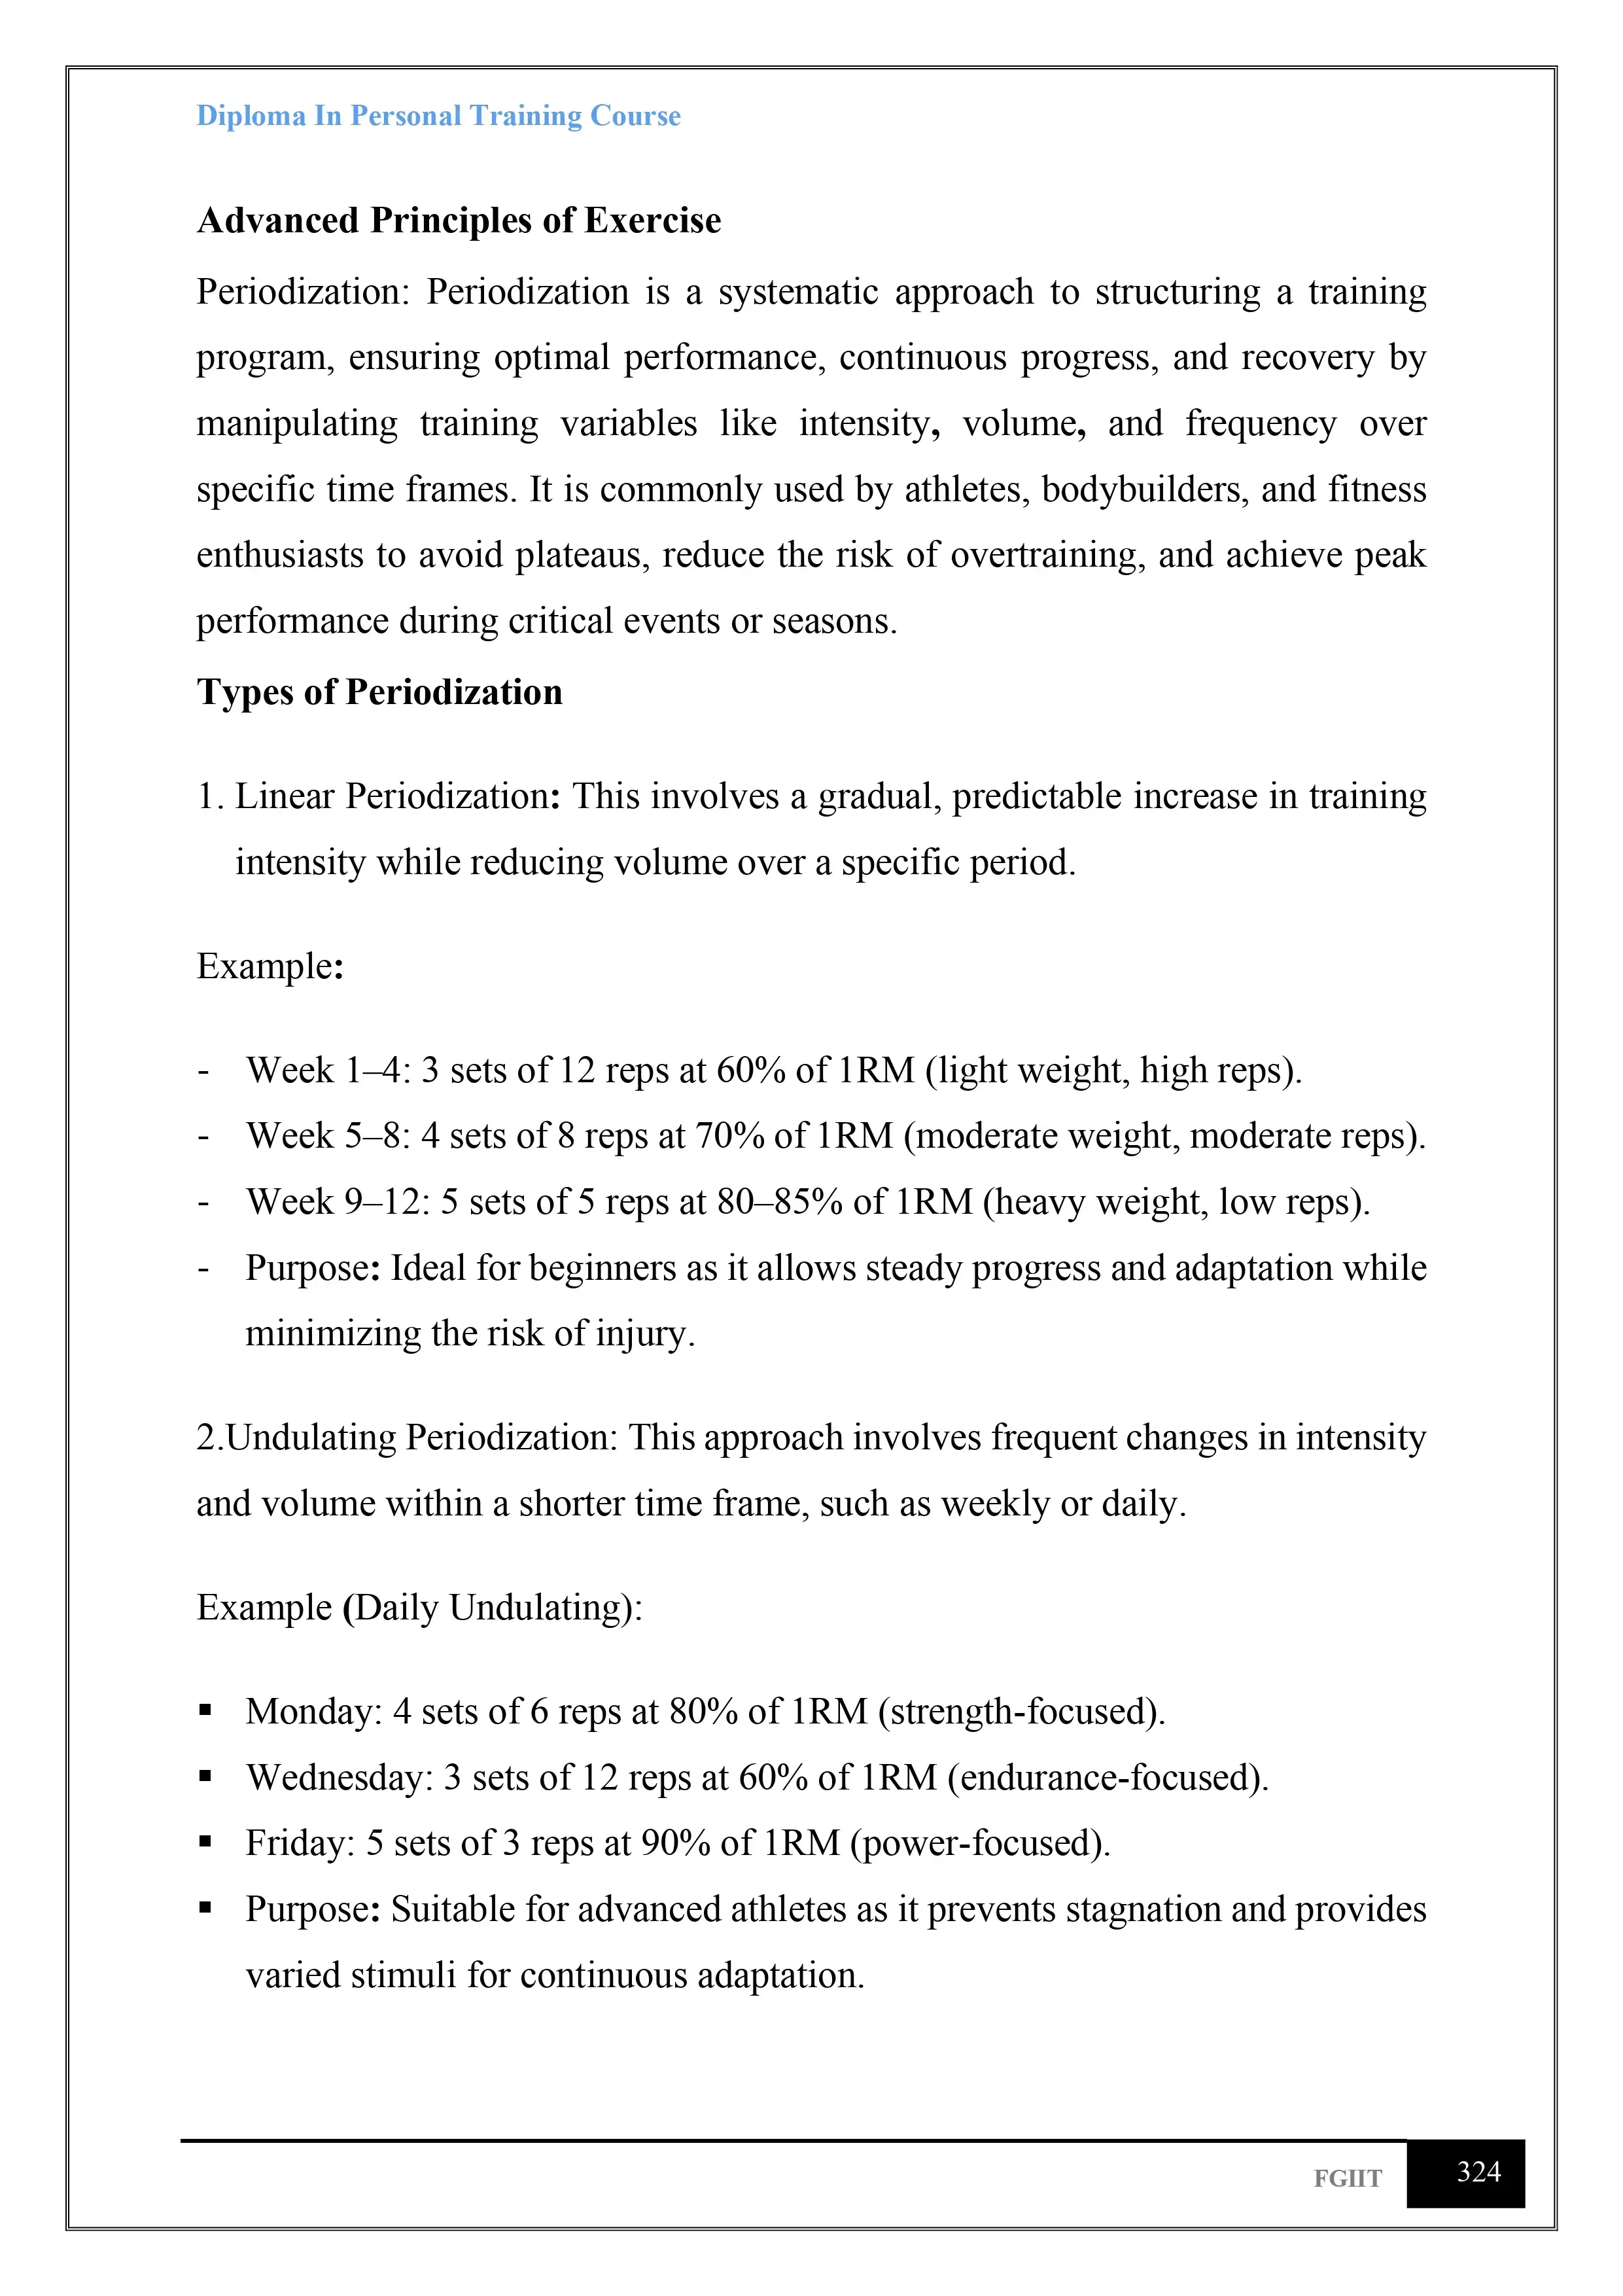 Diploma In Personal Training Course
Advanced Principles of Exercise
Periodization: Periodization is a systematic approach to structuring a training
program, ensuring optimal performance, continuous progress, and recovery by
manipulating training variables like intensity, volume, and frequency over
specific time frames. It is commonly used by athletes, bodybuilders, and fitness
enthusiasts to avoid plateaus, reduce the risk of overtraining, and achieve peak
performance during critical events or seasons.
Types of Periodization
1. Linear Periodization: This involves a gradual, predictable increase in training
intensity while reducing volume over a specific period.
Example:
- Week 1–4: 3 sets of 12 reps at 60% of 1RM (light weight, high reps).
- Week 5–8: 4 sets of 8 reps at 70% of 1RM (moderate weight, moderate reps).
- Week 9–12: 5 sets of 5 reps at 80–85% of 1RM (heavy weight, low reps).
- Purpose: Ideal for beginners as it allows steady progress and adaptation while
minimizing the risk of injury.
2.Undulating Periodization: This approach involves frequent changes in intensity
and volume within a shorter time frame, such as weekly or daily.
Example (Daily Undulating):
▪ Monday: 4 sets of 6 reps at 80% of 1RM (strength-focused).
▪ Wednesday: 3 sets of 12 reps at 60% of 1RM (endurance-focused).
▪ Friday: 5 sets of 3 reps at 90% of 1RM (power-focused).
▪ Purpose: Suitable for advanced athletes as it prevents stagnation and provides
varied stimuli for continuous adaptation.
FGIIT 324